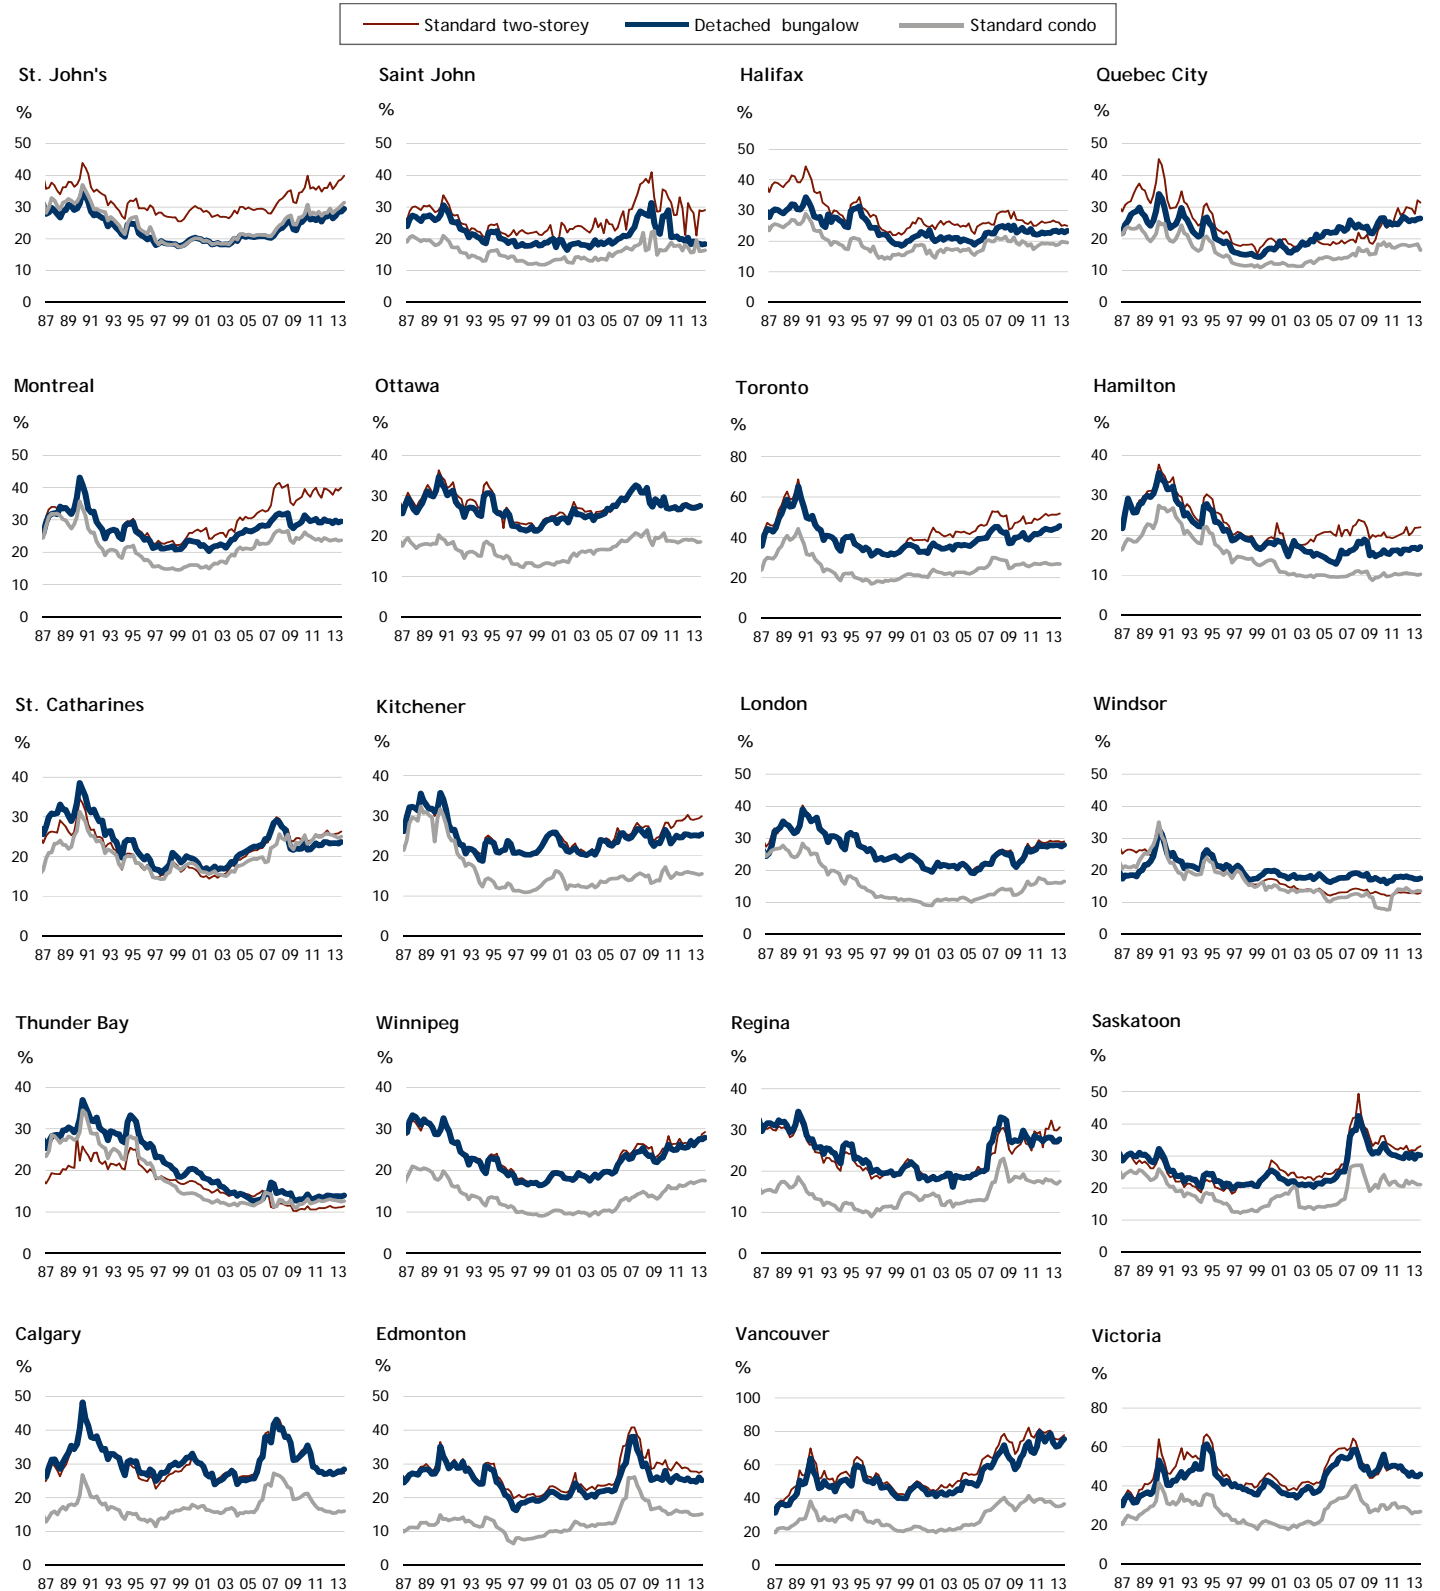 Standard two-storey Detached bungalow Standard condo
St. John's Saint John Halifax Quebec City
% % % %
50 50 50 50
40 40 40 40
30 30 30 30
20 20 20 20
10 10 10 10
0 0 0 0
87 89 91 93 95 97 99 01 03 05 07 09 11 13 87 89 91 93 95 97 99 01 03 05 07 09 11 13 87 89 91 93 95 97 99 01 03 05 07 09 11 13 87 89 91 93 95 97 99 01 03 05 07 09 11 13
Montreal Ottawa Toronto Hamilton
% % % %
50 40 80 40
40 30 60 30
30 20 40 20
20 10 20 10
10 0 0 0
0
87 89 91 93 95 97 99 01 03 05 07 09 11 13 87 89 91 93 95 97 99 01 03 05 07 09 11 13 87 89 91 93 95 97 99 01 03 05 07 09 11 13 87 89 91 93 95 97 99 01 03 05 07 09 11 13
St. Catharines Kitchener London Windsor
% % % %
40 40 50 50
30 30 40 40
20 20 30 30
10 10 20 20
0 0 10 10
0 0
87 89 91 93 95 97 99 01 03 05 07 09 11 13 87 89 91 93 95 97 99 01 03 05 07 09 11 13 87 89 91 93 95 97 99 01 03 05 07 09 11 13 87 89 91 93 95 97 99 01 03 05 07 09 11 13
Thunder Bay Winnipeg Regina Saskatoon
% % % %
40 40 40 50
30 30 30 40
20 20 20 30
10 10 10 20
0 0 0 10
0
87 89 91 93 95 97 99 01 03 05 07 09 11 13 87 89 91 93 95 97 99 01 03 05 07 09 11 13 87 89 91 93 95 97 99 01 03 05 07 09 11 13 87 89 91 93 95 97 99 01 03 05 07 09 11 13
Calgary Edmonton Vancouver Victoria
% % % %
50 50 100 80
40 40 80 60
30 30 60 40
20 20 40 20
10 10 20 0
0 0 0
87 89 91 93 95 97 99 01 03 05 07 09 11 13 87 89 91 93 95 97 99 01 03 05 07 09 11 13 87 89 91 93 95 97 99 01 03 05 07 09 11 13 87 89 91 93 95 97 99 01 03 05 07 09 11 13